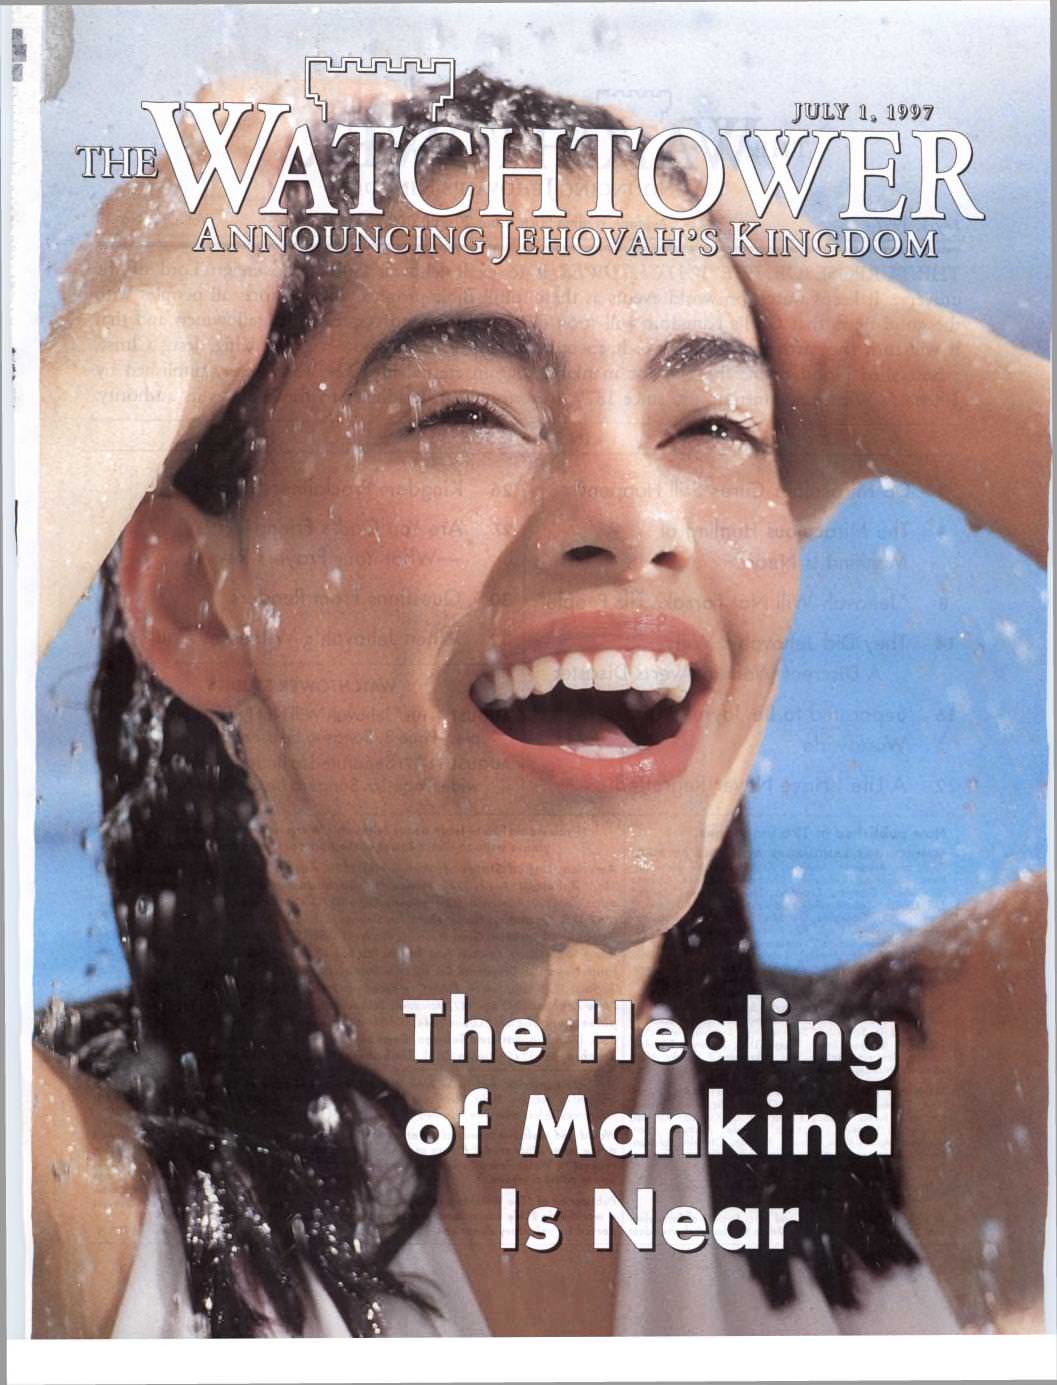 JULY 1, 1997
THE WATCHTOWER
ANNOUNCING JEHOVAH'S KINGDOM
The Healing
of Mankind
Is Near